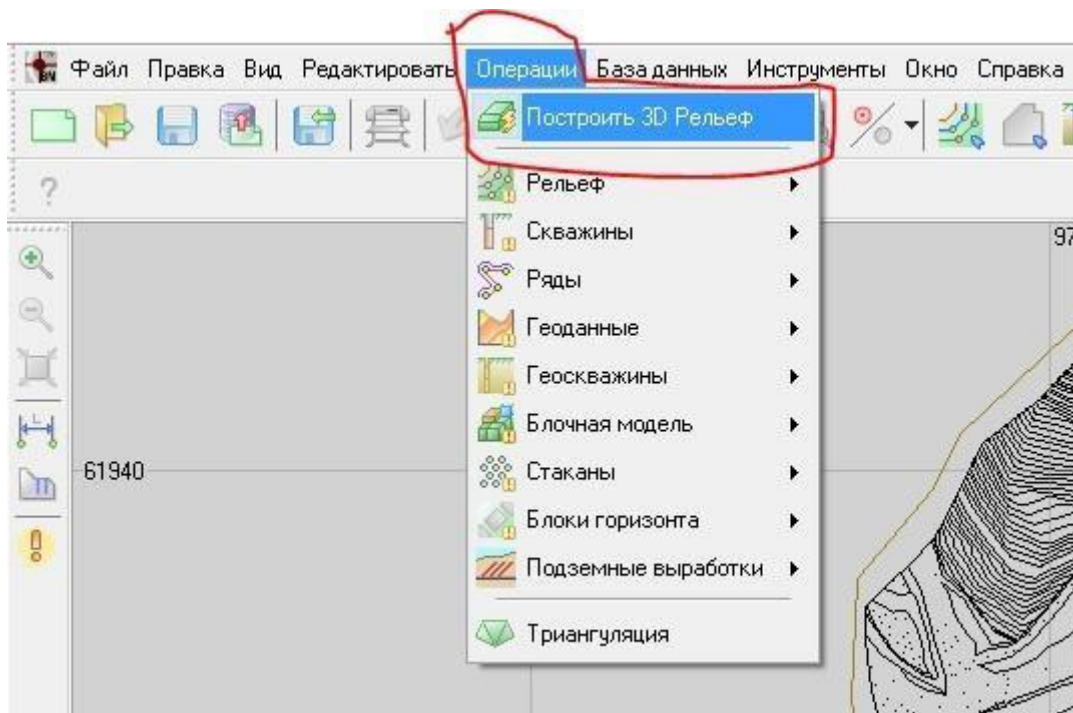 Файл Правка Вид Редактировать Операции База данных Инструменты Окно Справка
Построить 3D Рельеф
Рельеф
Скважины
97
Ряды
Геоданные
Геоскважины
Блочная модель
61940
Стаканы
Блоки горизонта
Подземные выработки
Триангуляция